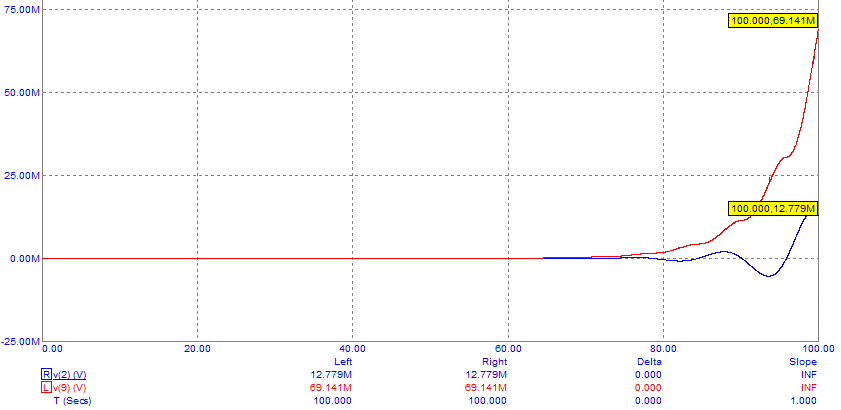 75.00M
100.000,69.141M
50.00M
25.00M
100.000,12.779M
0.00M
-25.00M
0.00 20.00 40.00 60.00 80.00 100.00
Left Right Delta Slope
R v(2) (V) 12.779M 12.779M 0.000 INF
L v(9) (V) 69.141M 69.141M 0.000 INF
T (Secs) 100.000 100.000 0.000 1.000